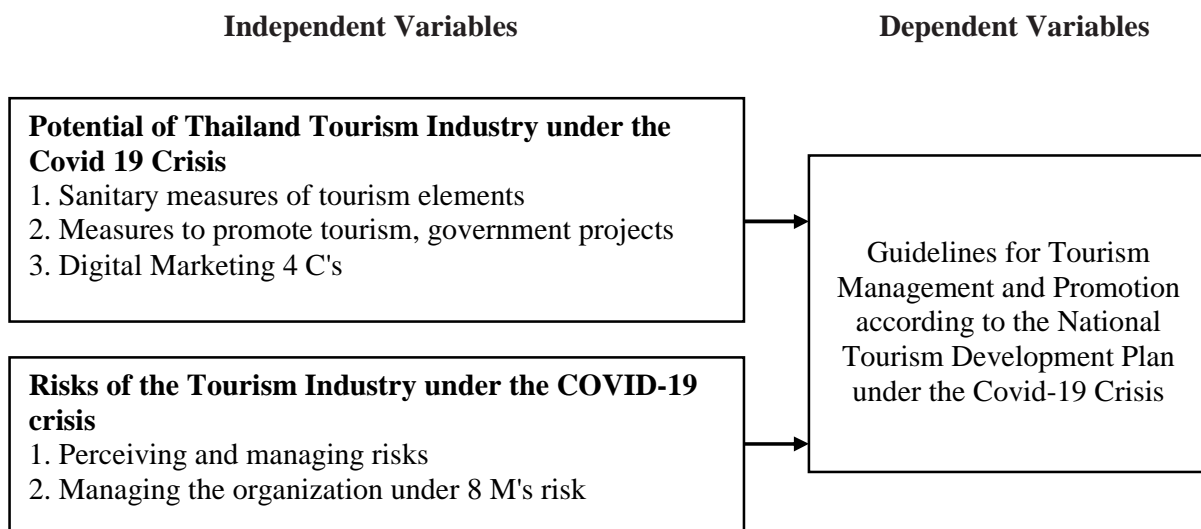 Independent Variables
Dependent Variables
Potential of Thailand Tourism Industry under the
Covid 19 Crisis
1. Sanitary measures of tourism elements
2. Measures to promote tourism, government projects
3. Digital Marketing 4 C's
Risks of the Tourism Industry under the COVID-19
crisis
1. Perceiving and managing risks
2. Managing the organization under 8 M's risk
Guidelines for Tourism
Management and Promotion
according to the National
Tourism Development Plan
under the Covid-19 Crisis